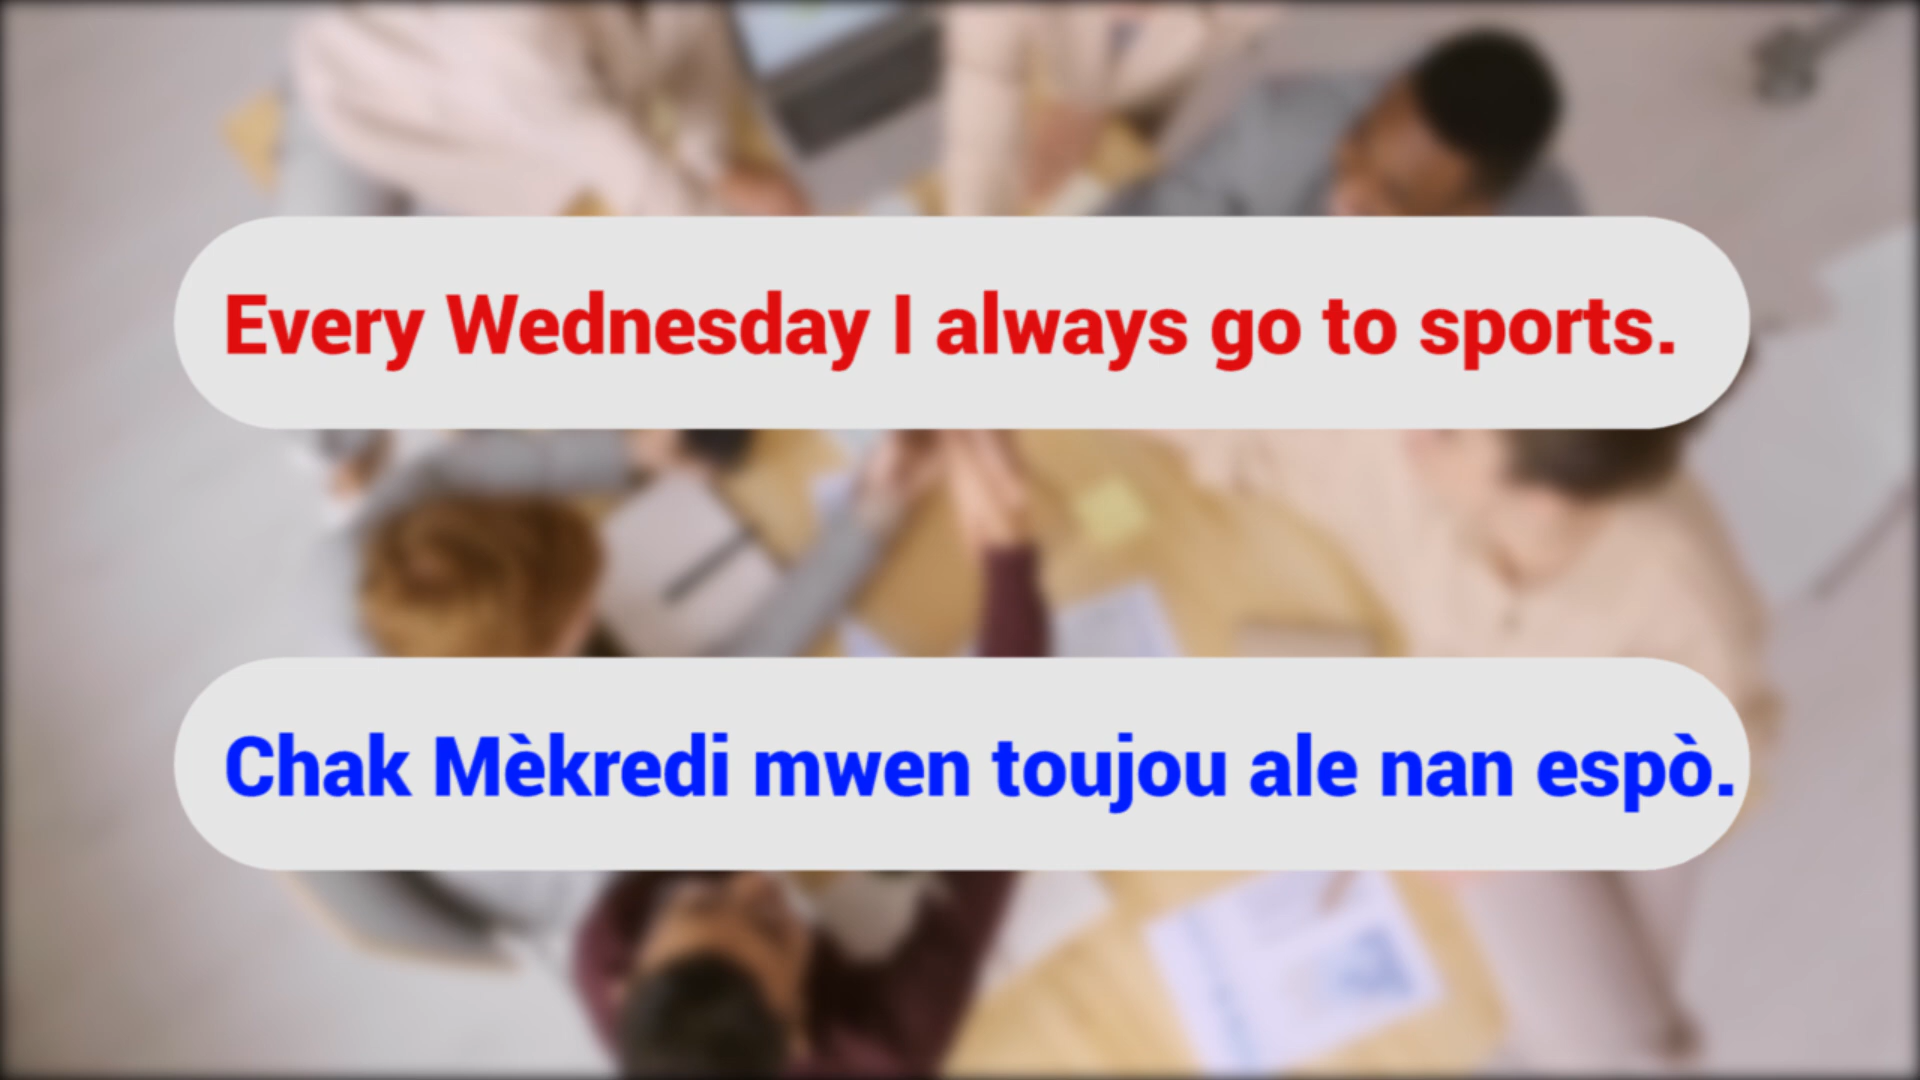 Every Wednesday I always go to sports.
Chak Mèkredi mwen toujou ale nan espò.